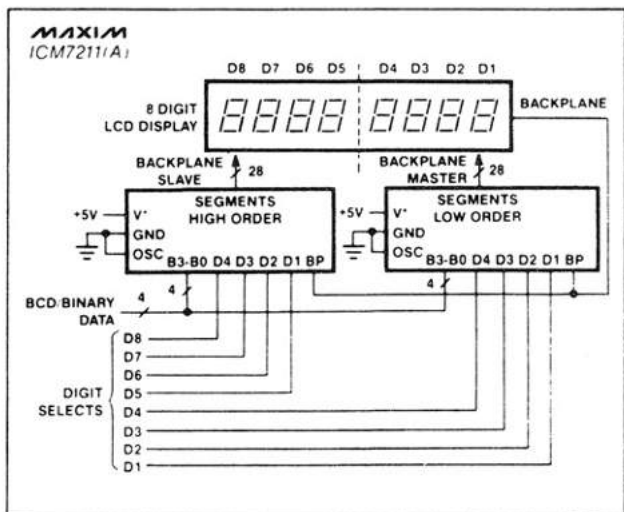 MAXIM
ICM7211(A)
D8 D7 D6 D5 D4 D3 D2 D1
8 DIGIT
LCD DISPLAY
BACKPLANE
BACKPLANE
SLAVE
28
BACKPLANE
MASTER
28
+5V
V+
GND
OSC
SEGMENTS
HIGH ORDER
B3-B0 D4 D3 D2 D1 BP
+5V
V+
GND
OSC
SEGMENTS
LOW ORDER
B3-B0 D4 D3 D2 D1 BP
4
4
BCD/BINARY
DATA
4
DIGIT
SELECTS
D8
D7
D6
D5
D4
D3
D2
D1